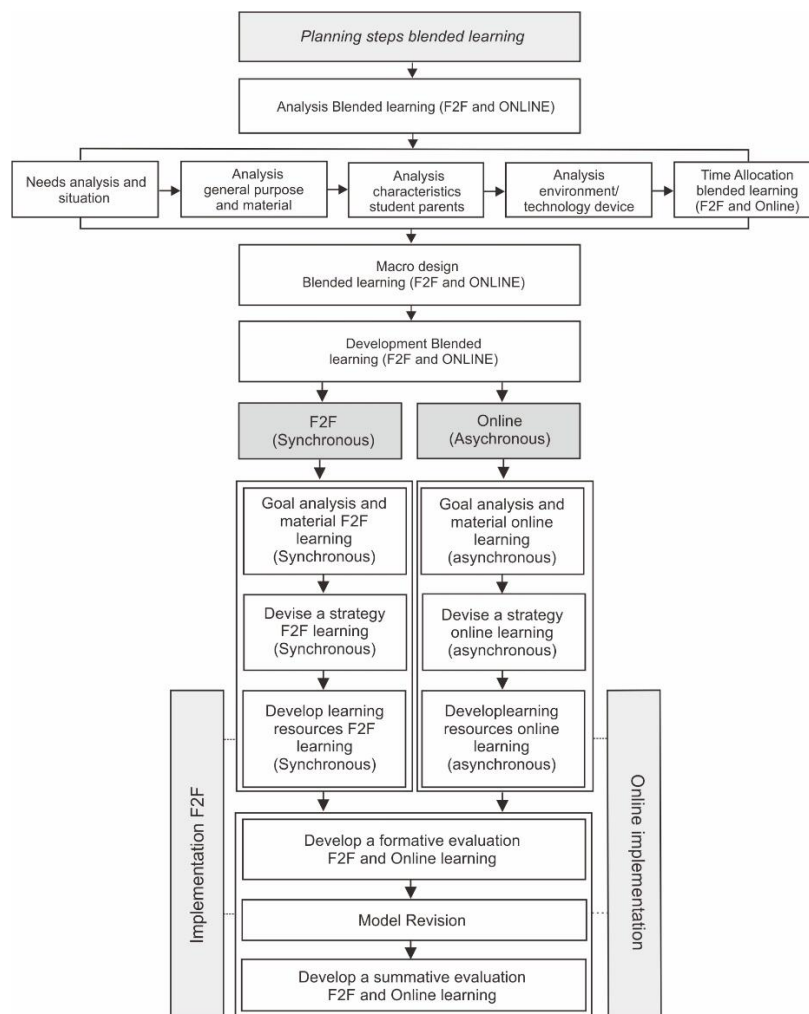 Planning steps blended learning
Analysis Blended learning (F2F and ONLINE)
Needs analysis and
situation
Analysis
general purpose
and material
Analysis
characteristics
student parents
Analysis
environment/
technology device
Time Allocation
blended learning
(F2F and Online)
Macro design
Blended learning (F2F and ONLINE)
Development Blended
learning (F2F and ONLINE)
F2F
(Synchronous)
Online
(Asychronous)
Goal analysis and
material F2F
learning
(Synchronous)
Goal analysis and
material online
learning
(asynchronous)
Devise a strategy
F2F learning
(Synchronous)
Devise a strategy
online learning
(asynchronous)
Develop learning
resources F2F
learning
(Synchronous)
Developlearning
resources online
learning
(asynchronous)
Implementation F2F
Online implementation
Develop a formative evaluation
F2F and Online learning
Model Revision
Develop a summative evaluation
F2F and Online learning